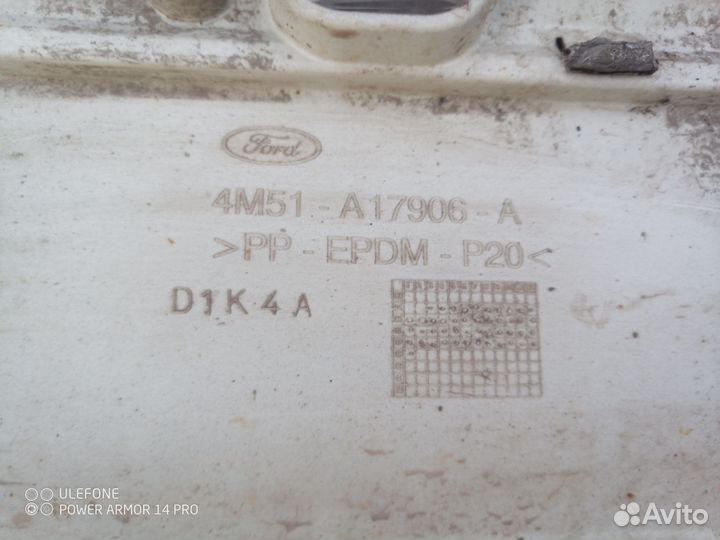 Ford
4M51-A17906-A
>PP-EPDM-P20<
D1K4A
ULEFONE
POWER ARMOR 14 PRO
Avito